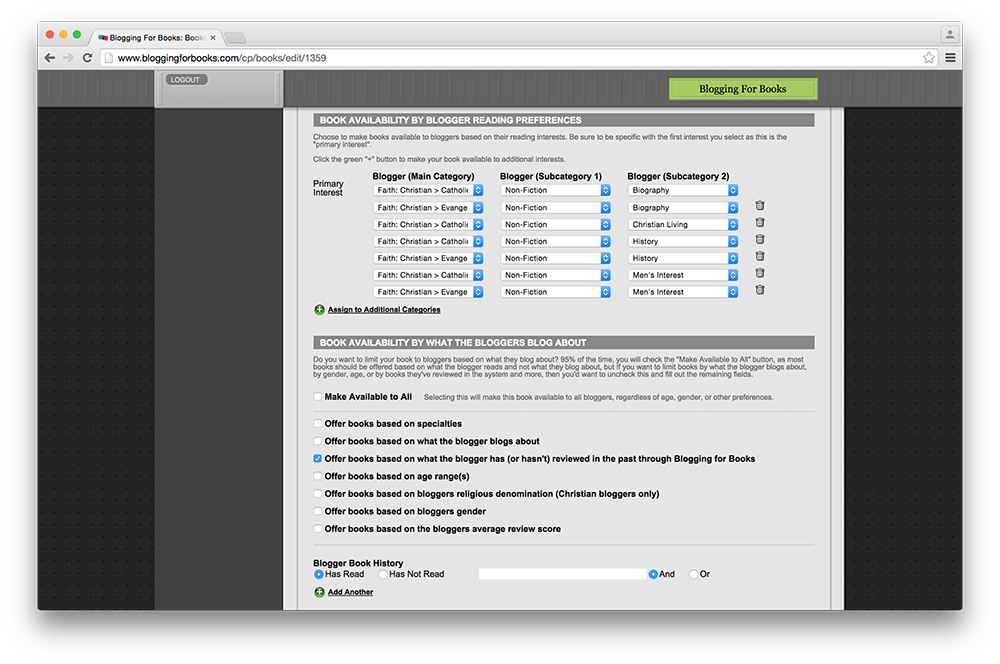 Blogging For Books: Book
www.bloggingforbooks.com/cp/books/edit/1359
LOGOUT
Blogging For Books
BOOK AVAILABILITY BY BLOGGER READING PREFERENCES
Choose to make books available to bloggers based on their reading interests. Be sure to be specific with the first interest you select as this is the
"primary interest".
Click the green "+" button to make your book available to additional interests.
Blogger (Main Category) Blogger (Subcategory 1) Blogger (Subcategory 2)
Primary
Interest
Faith: Christian > Catholic Non-Fiction Biography
Faith: Christian > Evange Non-Fiction Biography
Faith: Christian > Catholic Non-Fiction Christian Living
Faith: Christian > Catholic Non-Fiction History
Faith: Christian > Evange Non-Fiction History
Faith: Christian > Catholic Non-Fiction Men's Interest
Faith: Christian > Evange Non-Fiction Men's Interest
Assign to Additional Categories
BOOK AVAILABILITY BY WHAT THE BLOGGERS BLOG ABOUT
Do you want to limit your book to bloggers based on what they blog about? 95% of the time, you will check the "Make Available to All" button, as most
books should be offered based on what the blogger reads and not what they blog about, but if you want to limit books by what the blogger blogs about,
by gender, age, or by books they've reviewed in the system and more, then you'd want to uncheck this and fill out the remaining fields.
Make Available to All Selecting this will make this book available to all bloggers, regardless of age, gender, or other preferences.
Offer books based on specialties
Offer books based on what the blogger blogs about
Offer books based on what the blogger has (or hasn't) reviewed in the past through Blogging for Books
Offer books based on age range(s)
Offer books based on bloggers religious denomination (Christian bloggers only)
Offer books based on bloggers gender
Offer books based on the bloggers average review score
Blogger Book History
Has Read Has Not Read And Or
Add Another